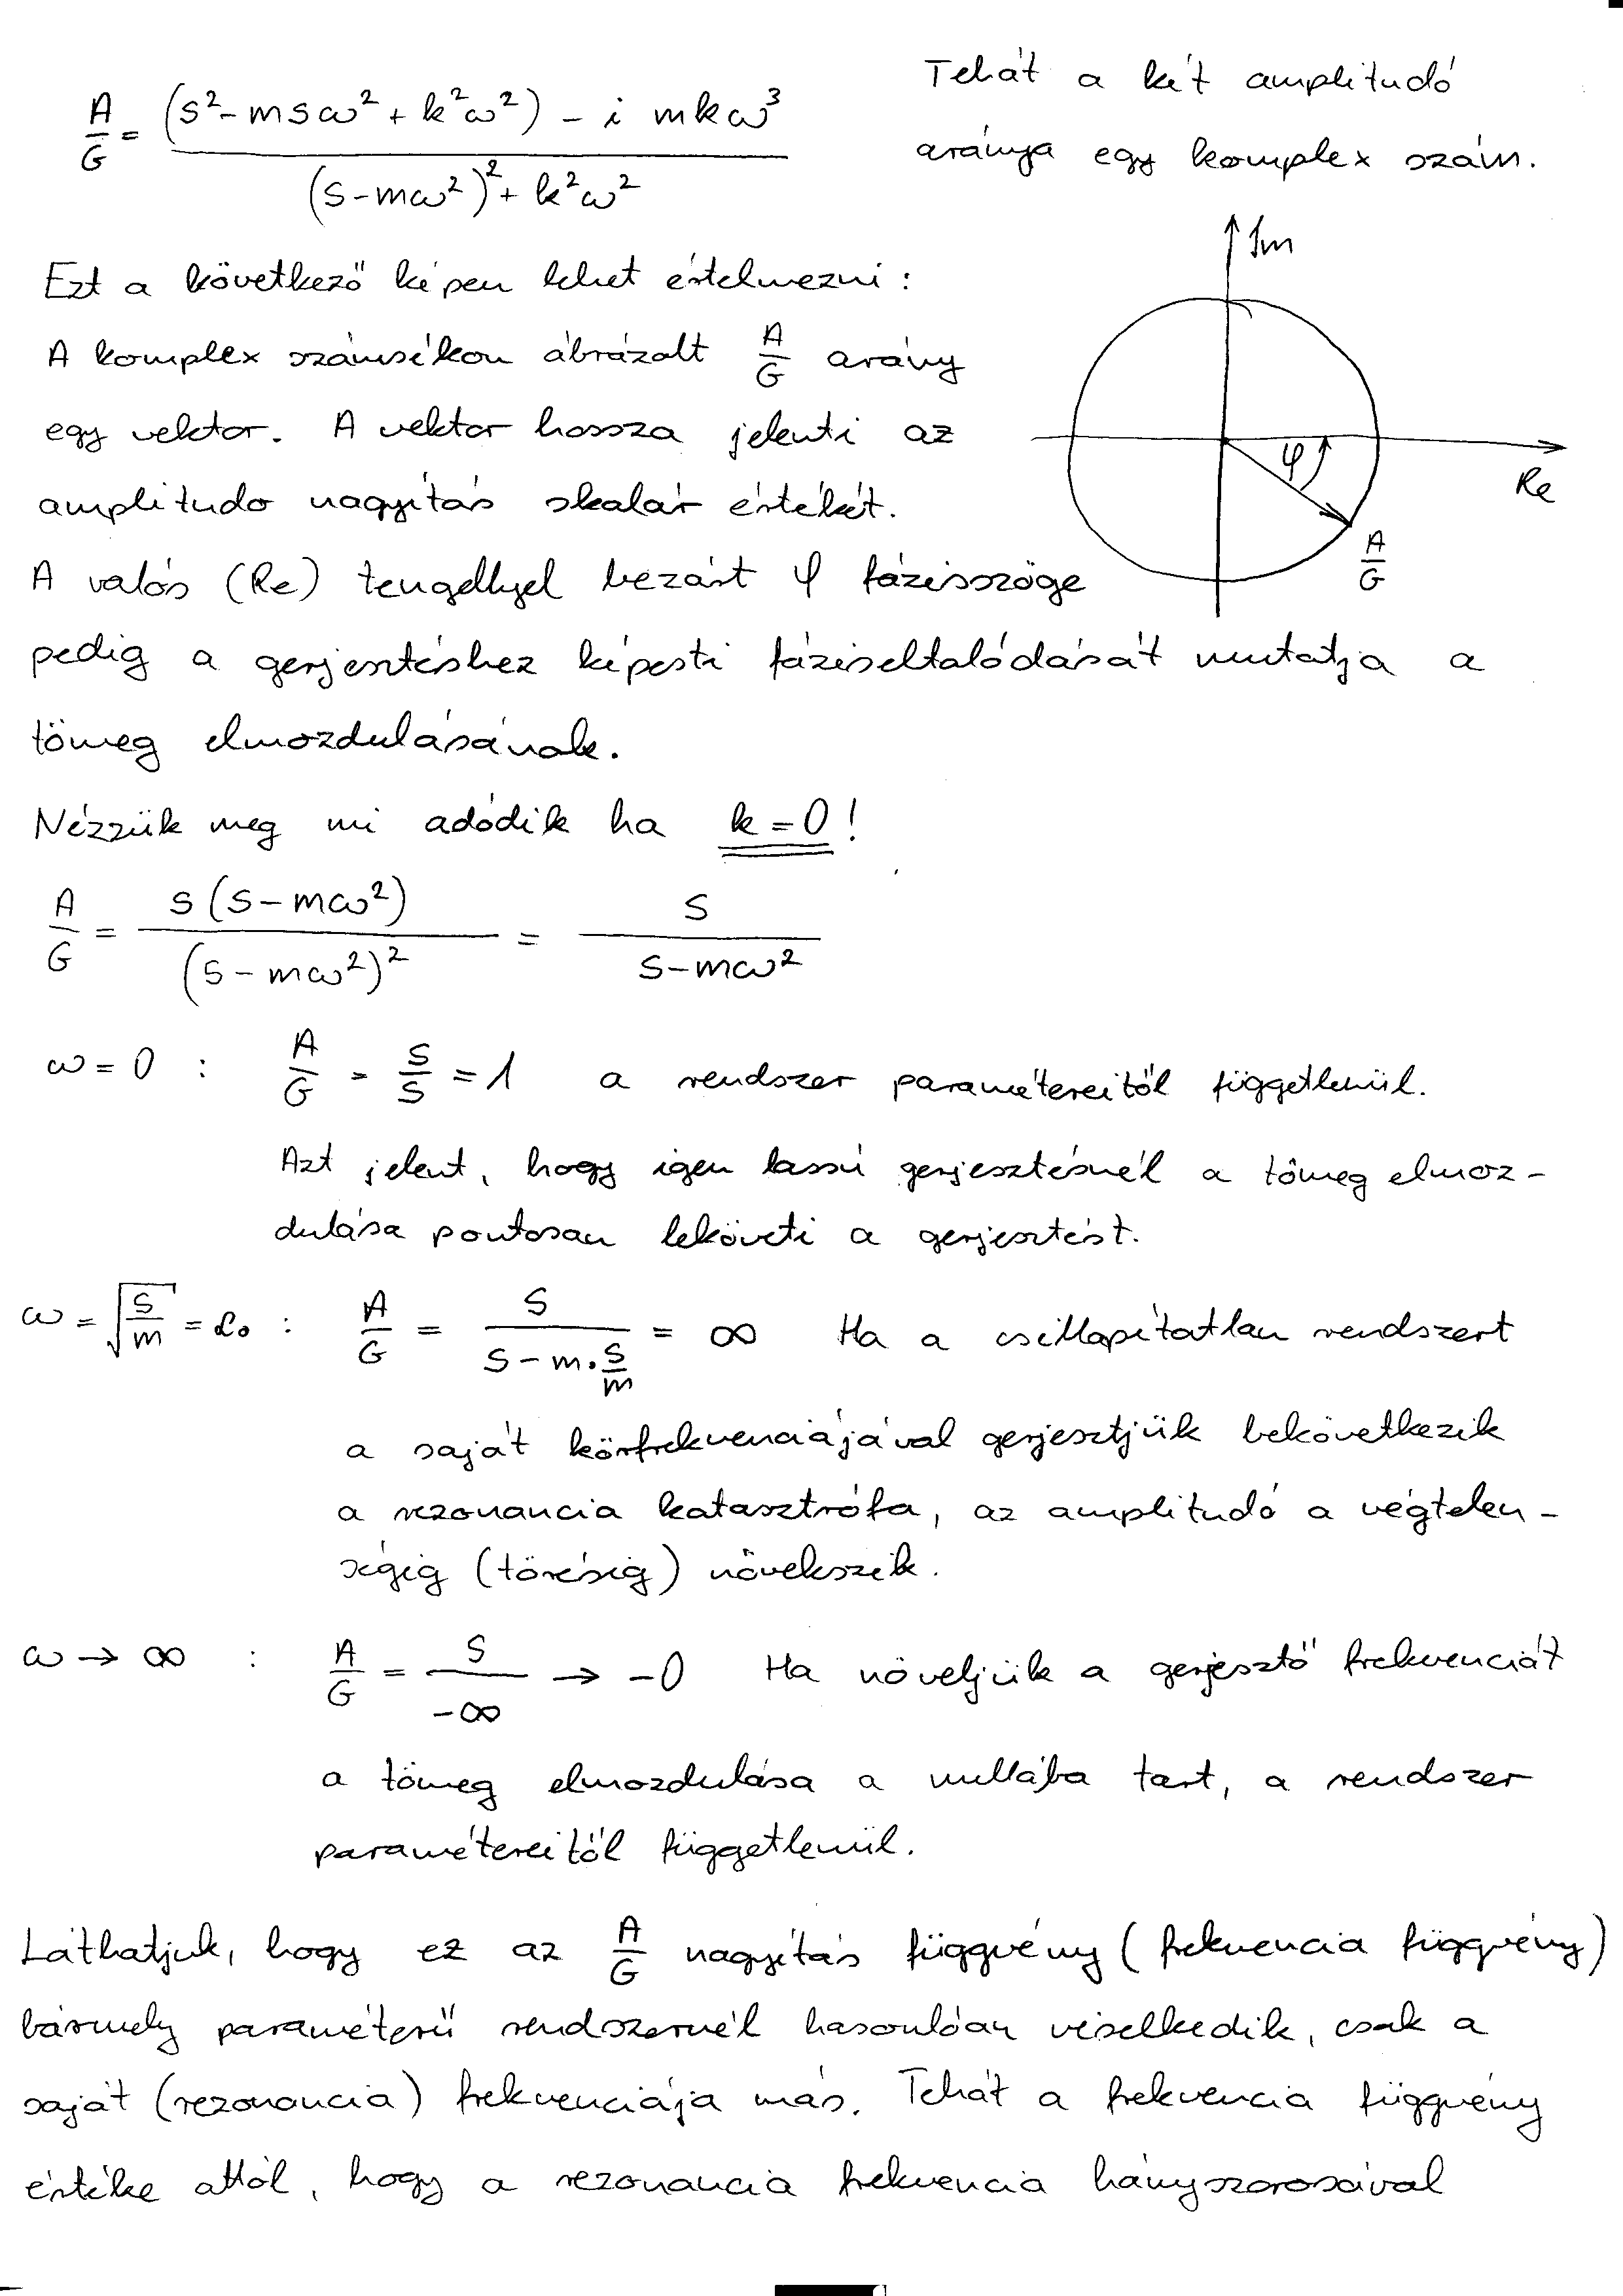 A/G = ((s² - msω² + k²ω²) - i mkω³) / ((s - mω²)² + k²ω²)
Tehát a két amplitudó
aránya egy komplex szám.
Im
Re
φ
A/G
Ezt a következő képen lehet értelmezni :
A komplex számsíkon ábrázolt A/G arány
egy vektor. A vektor hossza jelenti az
amplitudo nagyítás skalár értékét.
A valós (Re) tengellyel bezárt φ fázisszöge
pedig a gerjesztéshez képesti fáziseltolódását mutatja a
tömeg elmozdulásának.
Nézzük meg mi adódik ha k = 0 !
A/G = s(s - mω²) / (s - mω²)² = s / (s - mω²)
ω = 0 : A/G = s/s = 1 a rendszer paramétereitől függetlenül.
Azt jelent, hogy igen lassú gerjesztésnél a tömeg elmoz-
dulása pontosan leköveti a gerjesztést.
ω = √(s/m) = α₀ : A/G = s / (s - m·s/m) = ∞ Ha a csillapítatlan rendszert
a saját körfrekvenciájával gerjesztjük bekövetkezik
a rezonancia katasztrófa, az amplitudó a végtelen-
ségig (törésig) növekszik.
ω → ∞ : A/G = s / -∞ → -0 Ha növeljük a gerjesztő frekvenciát
a tömeg elmozdulása a nullába tart, a rendszer
paramétereitől függetlenül.
Láthatjuk, hogy ez az A/G nagyítás függvény (frekvencia függvény)
bármely paraméterű rendszernél hasonlóan viselkedik, csak a
saját (rezonancia) frekvenciája más. Tehát a frekvencia függvény
értéke attól, hogy a rezonancia frekvencia hányszorosával